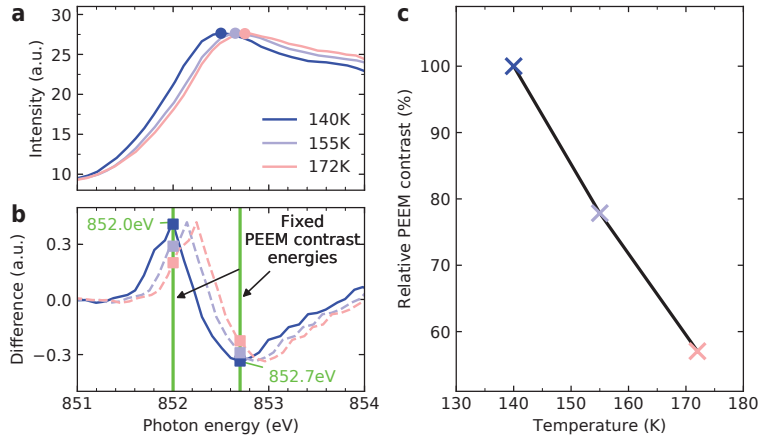 a
30
25
20
15
10
Intensity (a.u.)
140K
155K
172K
b
0.3
0.0
−0.3
Difference (a.u.)
852.0eV
Fixed
PEEM contrast
energies
852.7eV
851
852
853
854
Photon energy (eV)
c
100
90
80
70
60
Relative PEEM contrast (%)
130
140
150
160
170
180
Temperature (K)